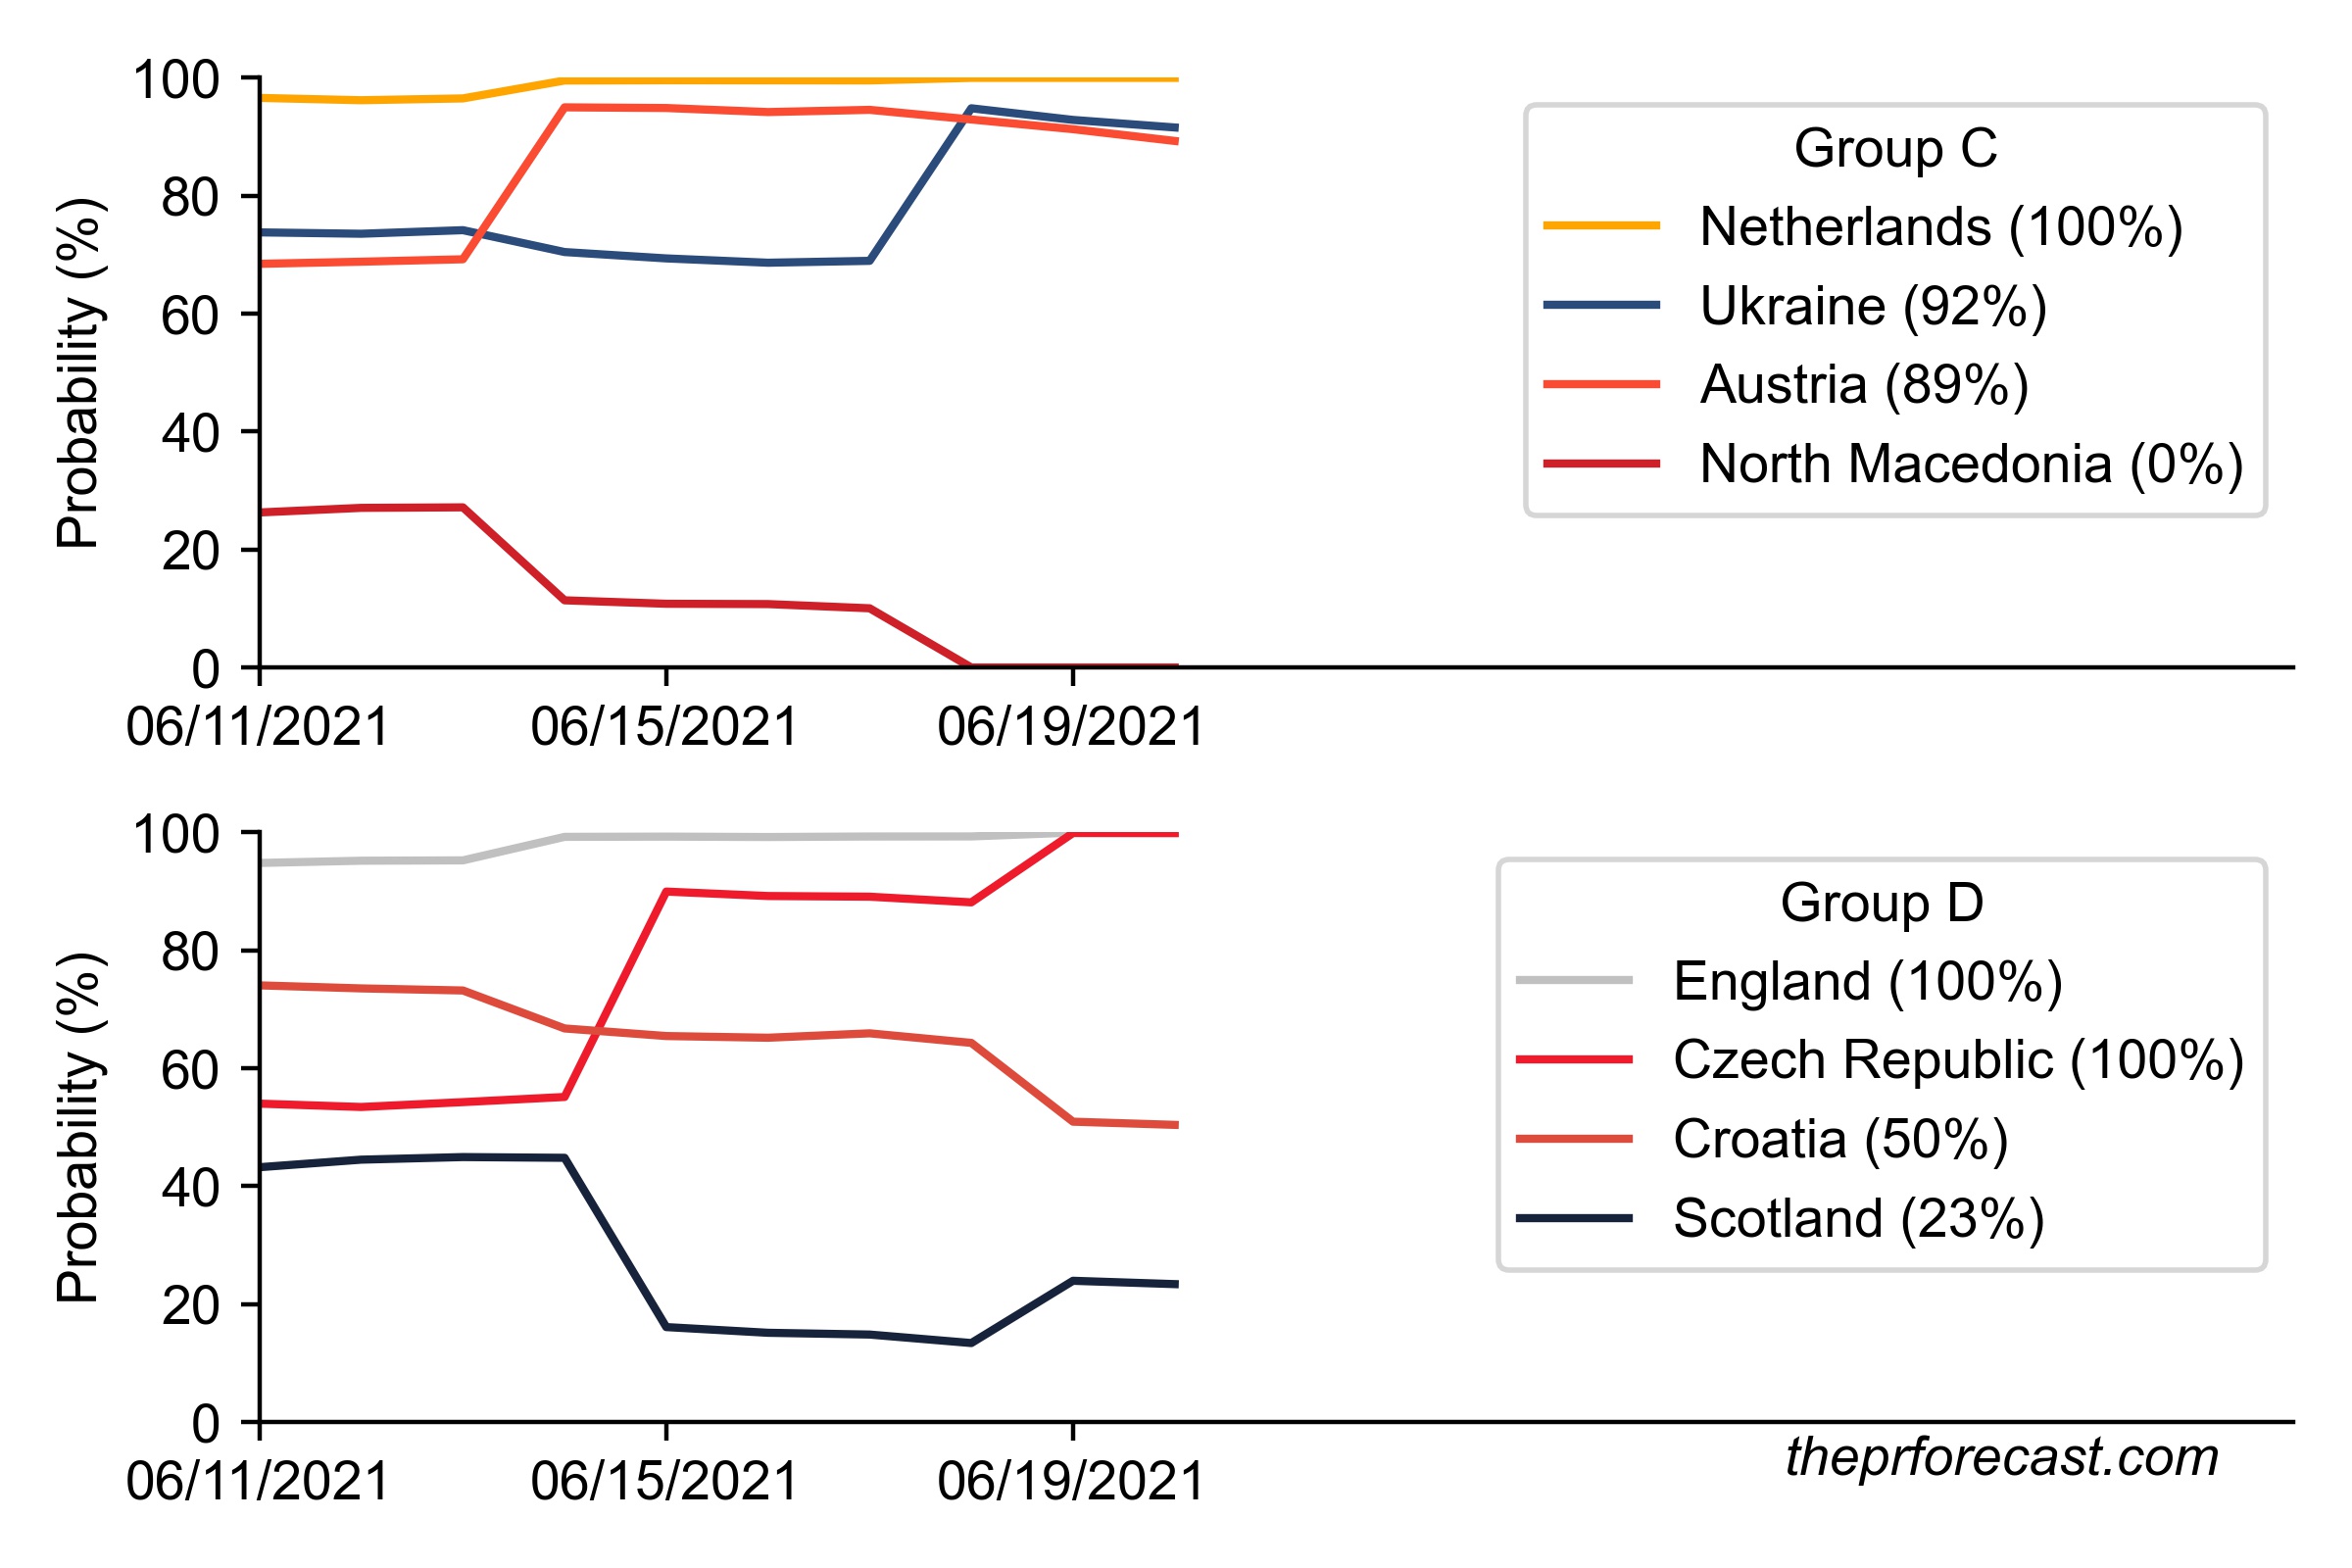 100
80
60
40
20
0
Probability (%)
06/11/2021
06/15/2021
06/19/2021
Group C
Netherlands (100%)
Ukraine (92%)
Austria (89%)
North Macedonia (0%)
100
80
60
40
20
0
Probability (%)
06/11/2021
06/15/2021
06/19/2021
Group D
England (100%)
Czech Republic (100%)
Croatia (50%)
Scotland (23%)
theprforecast.com